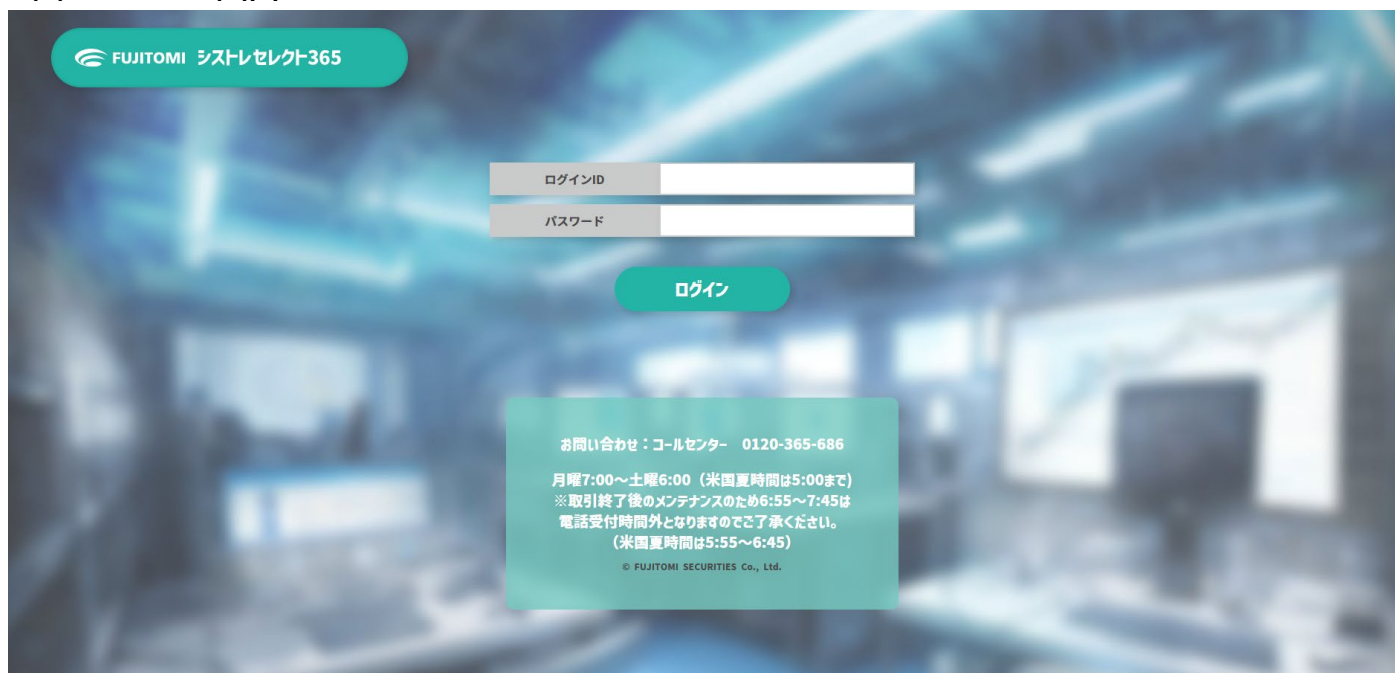 FUJITOMI シストレセレクト365
ログインID
パスワード
ログイン
お問い合わせ：コールセンター 0120-365-686
月曜7:00～土曜6:00（米国夏時間は5:00まで）
※取引終了後のメンテナンスのため6:55～7:45は
電話受付時間外となりますのでご了承ください。
（米国夏時間は5:55～6:45）
© FUJITOMI SECURITIES Co., Ltd.